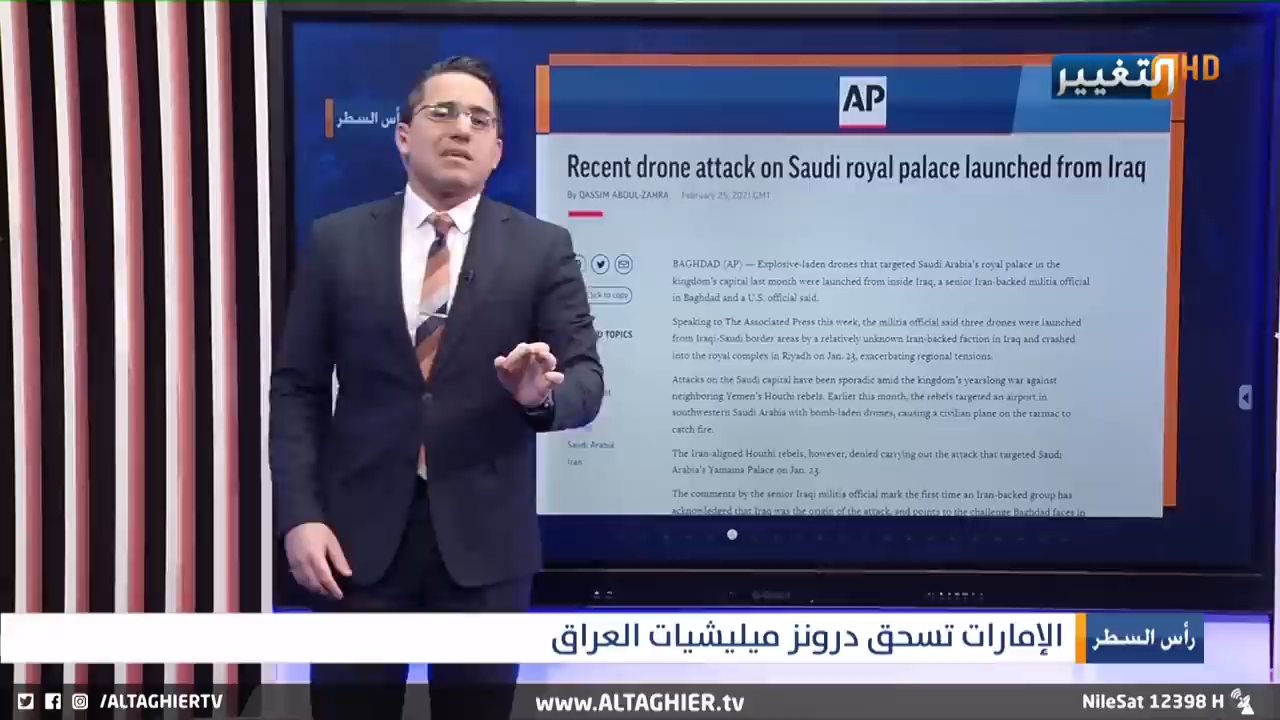 التغيير HD
رأس السطر
AP
Recent drone attack on Saudi royal palace launched from Iraq
By QASSIM ABDUL-ZAHRA February 25, 2021 GMT
BAGHDAD (AP) — Explosive-laden drones that targeted Saudi Arabia's royal palace in the
kingdom's capital last month were launched from inside Iraq, a senior Iran-backed militia official
in Baghdad and a U.S. official said.
Click to copy
TOPICS
Speaking to The Associated Press this week, the militia official said three drones were launched
from Iraqi-Saudi border areas by a relatively unknown Iran-backed faction in Iraq and crashed
into the royal complex in Riyadh on Jan. 23, exacerbating regional tensions.
Attacks on the Saudi capital have been sporadic amid the kingdom's yearslong war against
neighboring Yemen's Houthi rebels. Earlier this month, the rebels targeted an airport in
southwestern Saudi Arabia with bomb-laden drones, causing a civilian plane on the tarmac to
catch fire.
Saudi Arabia
Iran
The Iran-aligned Houthi rebels, however, denied carrying out the attack that targeted Saudi
Arabia's Yamama Palace on Jan. 23.
The comments by the senior Iraqi militia official mark the first time an Iran-backed group has
acknowledged that Iraq was the origin of the attack, and points to the challenge Baghdad faces in
رأس السطر
الإمارات تسحق درونز ميليشيات العراق
/ALTAGHIERTV
www.ALTAGHIER.tv
NileSat 12398 H